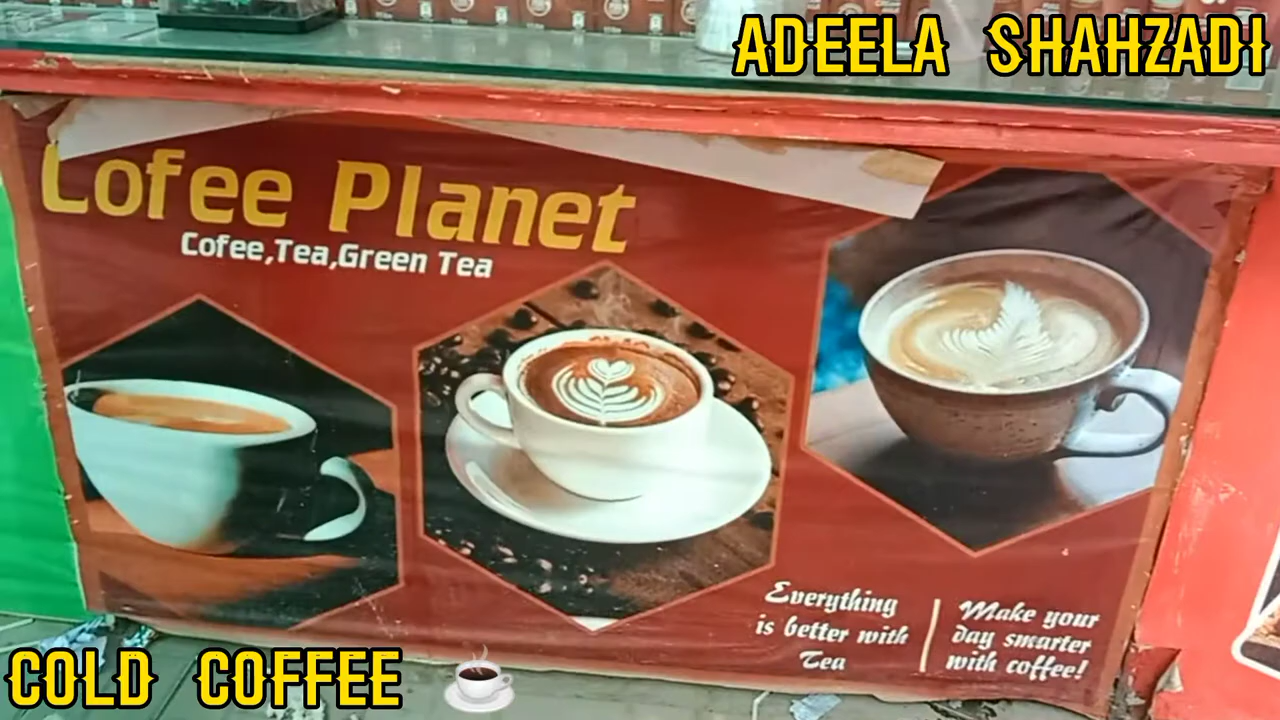 ADEELA SHAHZADI
Cofee Planet
Cofee,Tea,Green Tea
Everything
is better with
Tea
Make your
day smarter
with coffee!
COLD COFFEE ☕